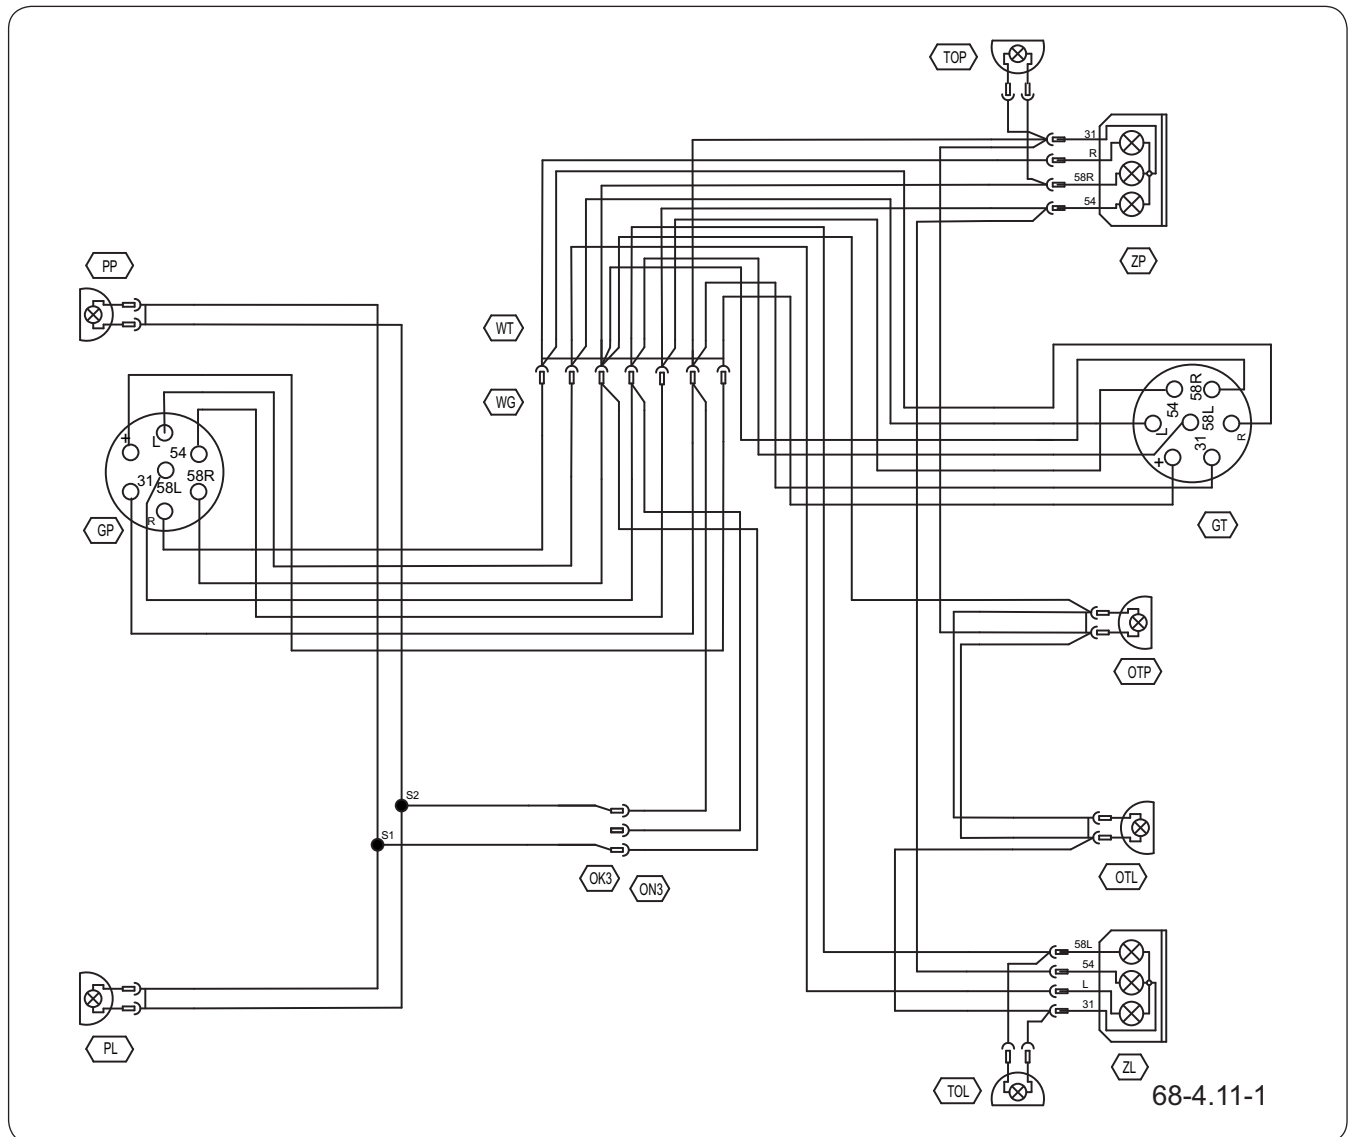 TOP
31
R
58R
54
ZP
PP
WT
WG
+
L
54
31
58L
58R
R
GP
58R
54
58L
L
31
R
+
GT
OTP
S2
S1
OK3
ON3
OTL
58L
54
L
31
PL
TOL
ZL
68-4.11-1